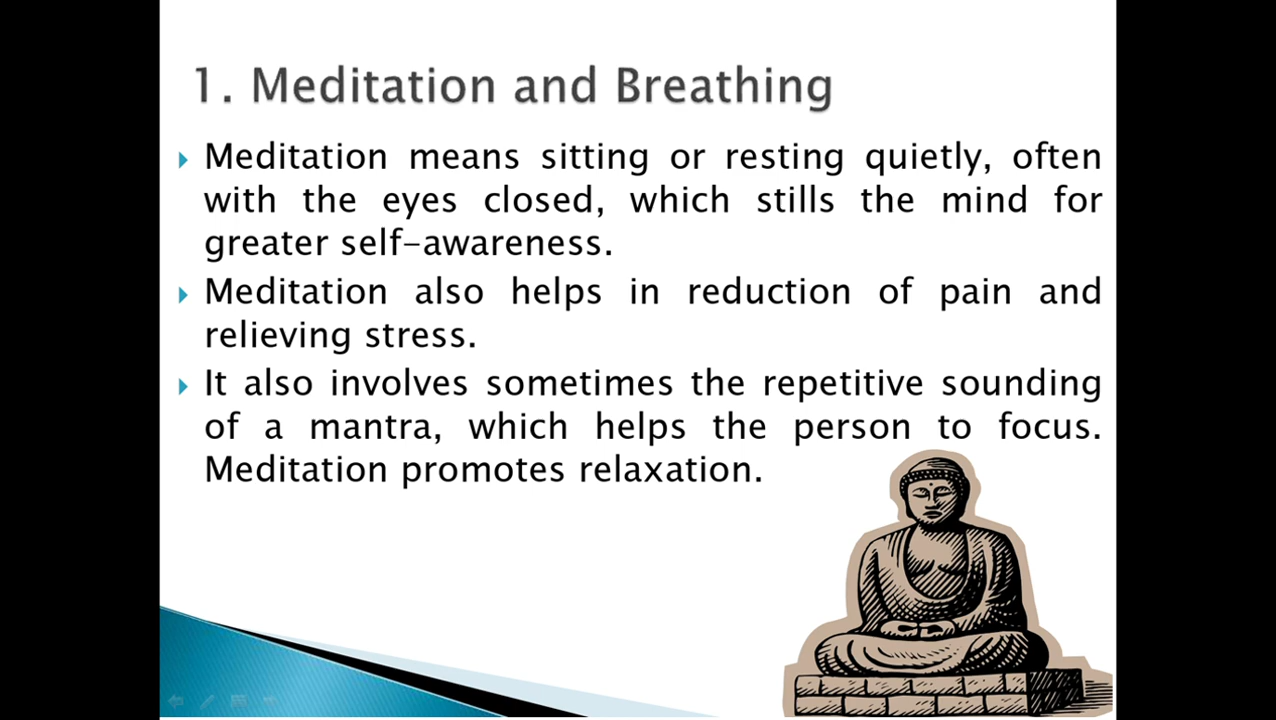 1. Meditation and Breathing
Meditation means sitting or resting quietly, often
with the eyes closed, which stills the mind for
greater self-awareness.
Meditation also helps in reduction of pain and
relieving stress.
It also involves sometimes the repetitive sounding
of a mantra, which helps the person to focus.
Meditation promotes relaxation.